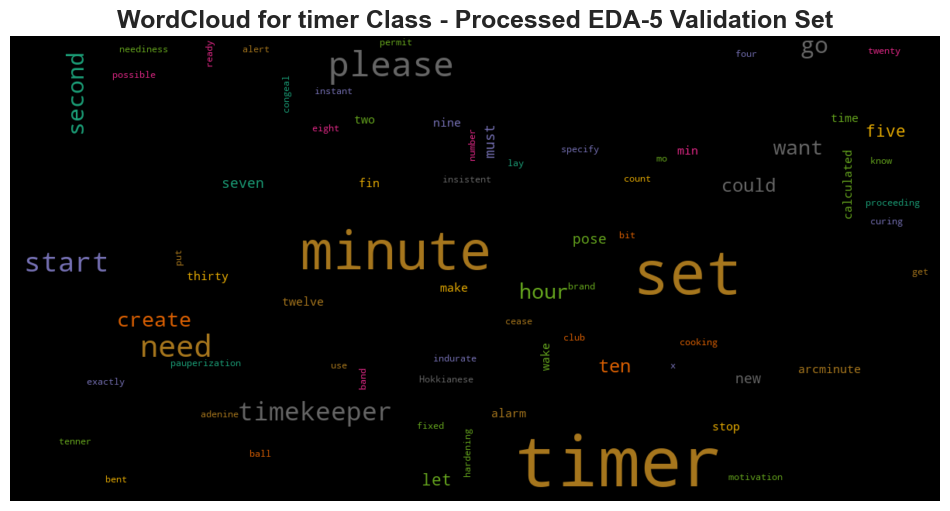 WordCloud for timer Class - Processed EDA-5 Validation Set
neediness
ready
alert
permit
please
four
go
twenty
possible
second
congeal
instant
eight
two
nine
number
must
time
five
specify
mo
min
want
know
lay
seven
fin
insistent
count
could
calculated
proceeding
curing
start
put
thirty
minute
pose
bit
set
get
make
hour
brand
twelve
create
need
cease
club
cooking
wake
pauperization
use
indurate
ten
x
arcminute
exactly
band
Hokkianese
new
adenine
timekeeper
alarm
fixed
stop
tenner
ball
hardening
timer
bent
let
motivation